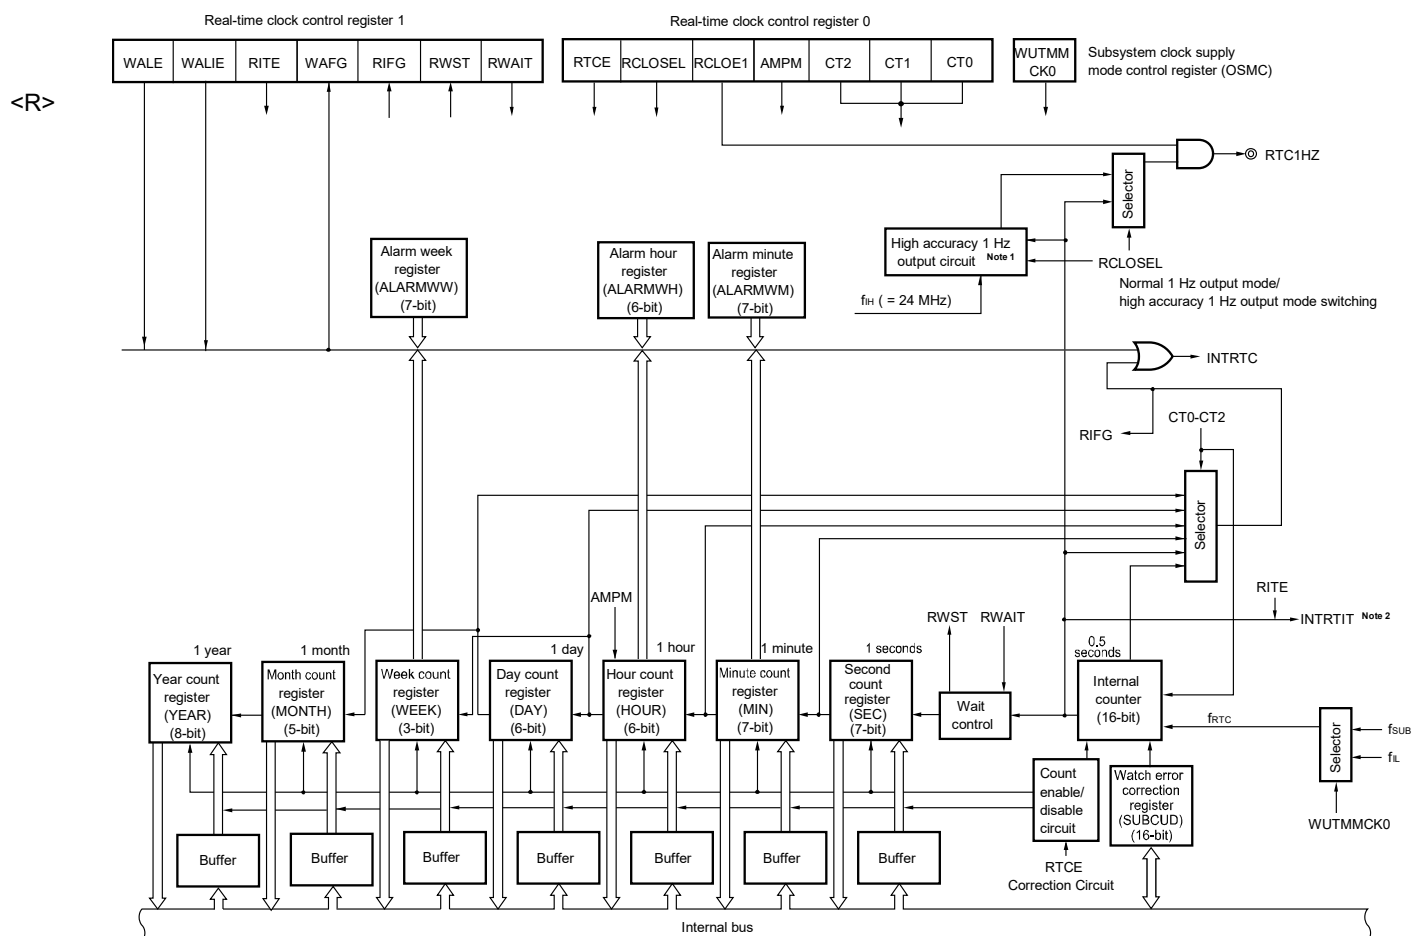 Real-time clock control register 1
Real-time clock control register 0
WALE WALIE RITE WAFG RIFG RWST RWAIT
RTCE RCLOSEL RCLOE1 AMPM CT2 CT1 CT0
WUTMM
CK0
Subsystem clock supply
mode control register (OSMC)
<R>
RTC1HZ
Selector
Alarm week
register
(ALARMWW)
(7-bit)
Alarm hour
register
(ALARMWH)
(6-bit)
Alarm minute
register
(ALARMWM)
(7-bit)
High accuracy 1 Hz
output circuit Note 1
RCLOSEL
Normal 1 Hz output mode/
high accuracy 1 Hz output mode switching
fIH ( = 24 MHz)
INTRTC
CT0-CT2
RIFG
Selector
RITE
AMPM
RWST RWAIT
INTRTIT Note 2
1 year
1 month
1 day
1 hour
1 minute
1 seconds
0.5
seconds
Year count
register
(YEAR)
(8-bit)
Month count
register
(MONTH)
(5-bit)
Week count
register
(WEEK)
(3-bit)
Day count
register
(DAY)
(6-bit)
Hour count
register
(HOUR)
(6-bit)
Minute count
register
(MIN)
(7-bit)
Second
count
register
(SEC)
(7-bit)
Wait
control
Internal
counter
(16-bit)
fRTC
Selector
fSUB
fIL
WUTMMCK0
Count
enable/
disable
circuit
Watch error
correction
register
(SUBCUD)
(16-bit)
Buffer Buffer Buffer Buffer Buffer Buffer Buffer
RTCE
Correction Circuit
Internal bus